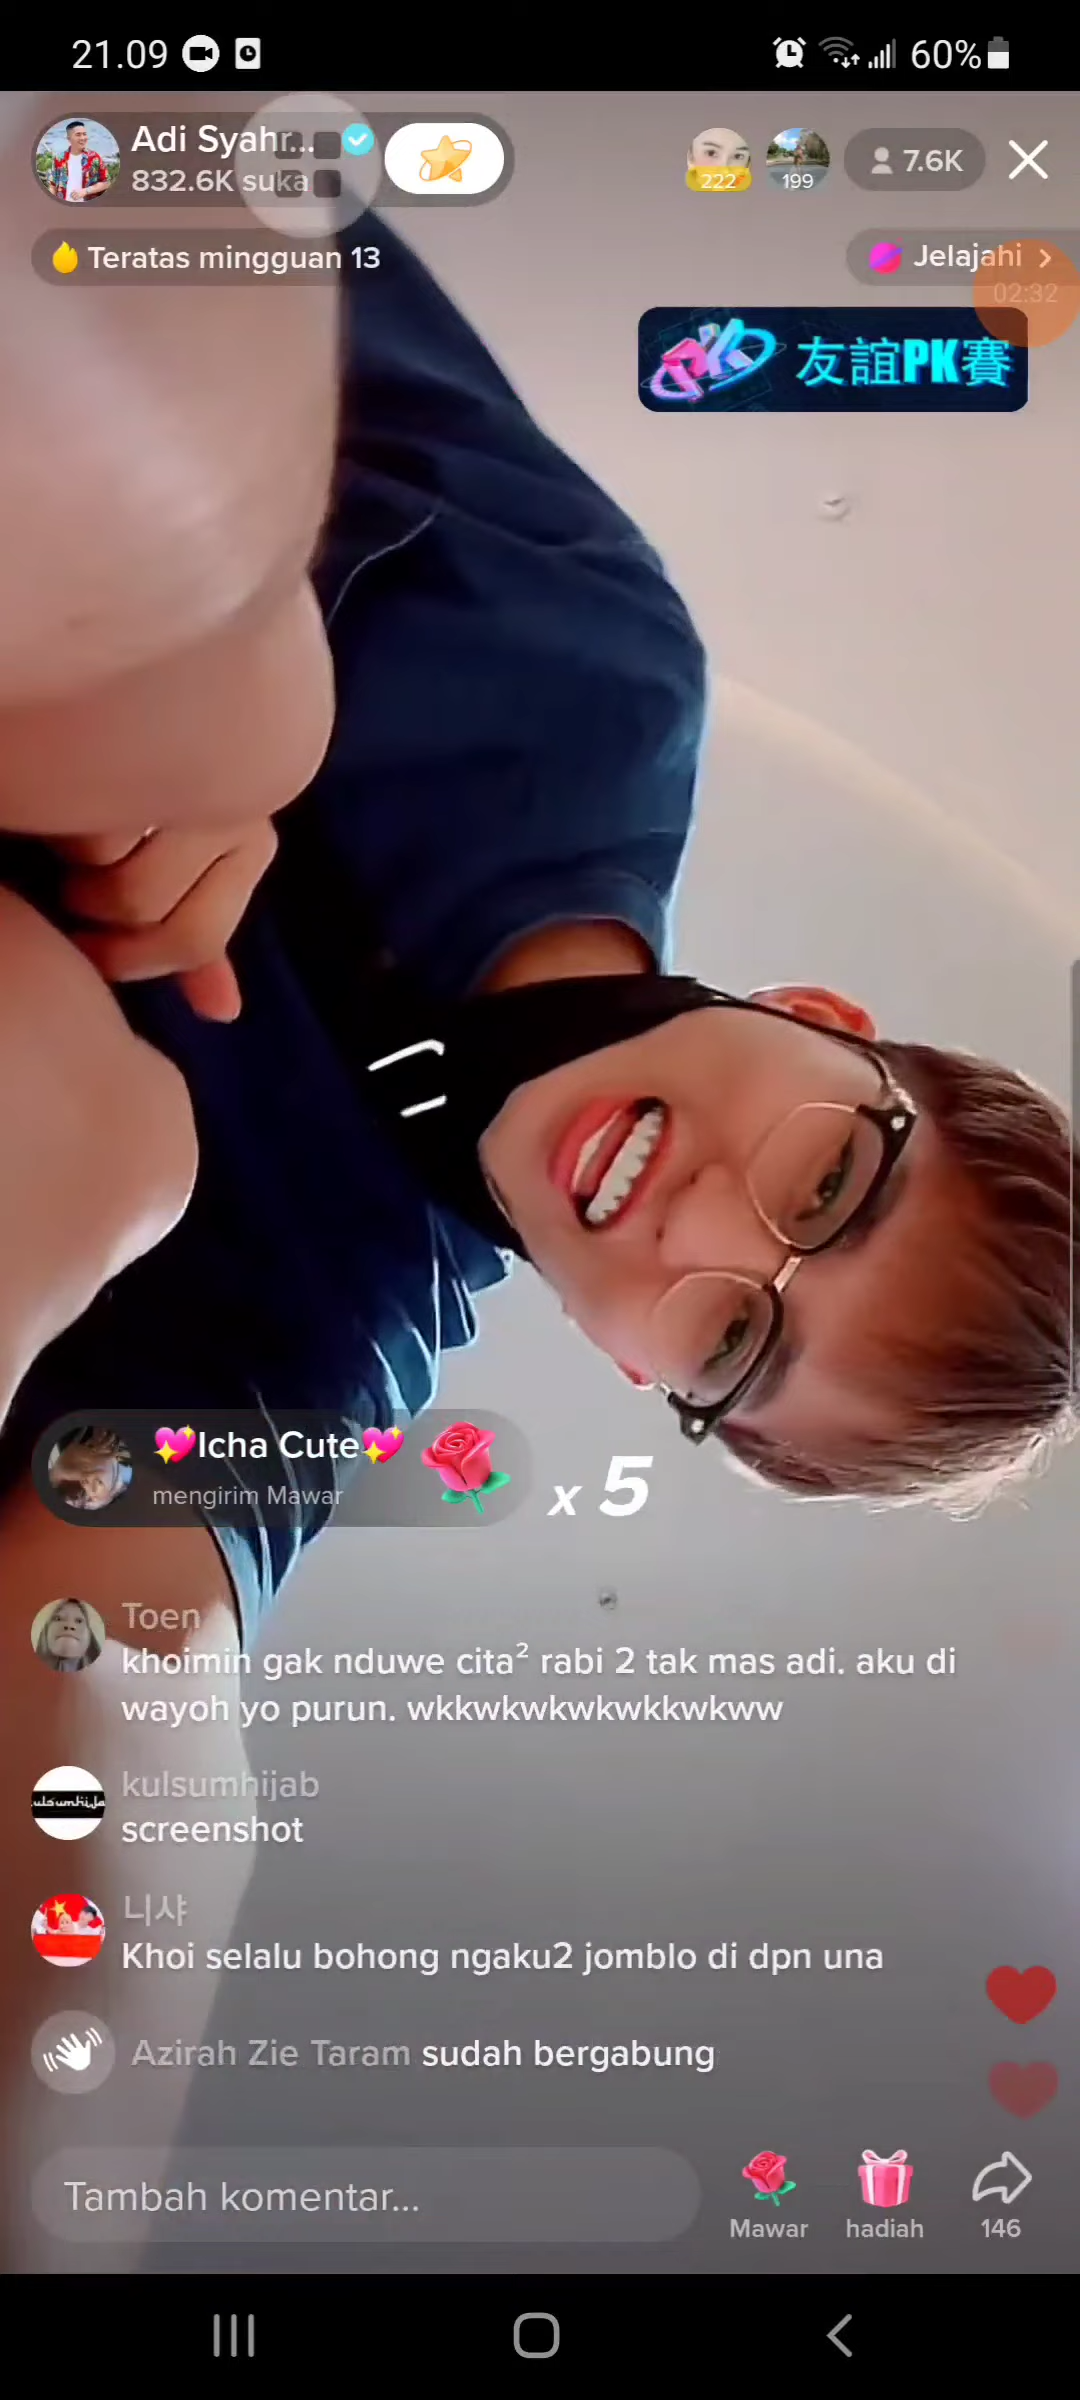 21.09
60%
Adi Syahr...
832.6K suka
222
199
7.6K
Teratas mingguan 13
Jelajahi
02:32
PK
友誼PK賽
💖Icha Cute💖
mengirim Mawar
x 5
Toen
khoimin gak nduwe cita² rabi 2 tak mas adi. aku di
wayoh yo purun. wkkwkwkwkwkkwkww
kulsumhijab
screenshot
니샤
Khoi selalu bohong ngaku2 jomblo di dpn una
Azirah Zie Taram sudah bergabung
Tambah komentar...
Mawar
hadiah
146